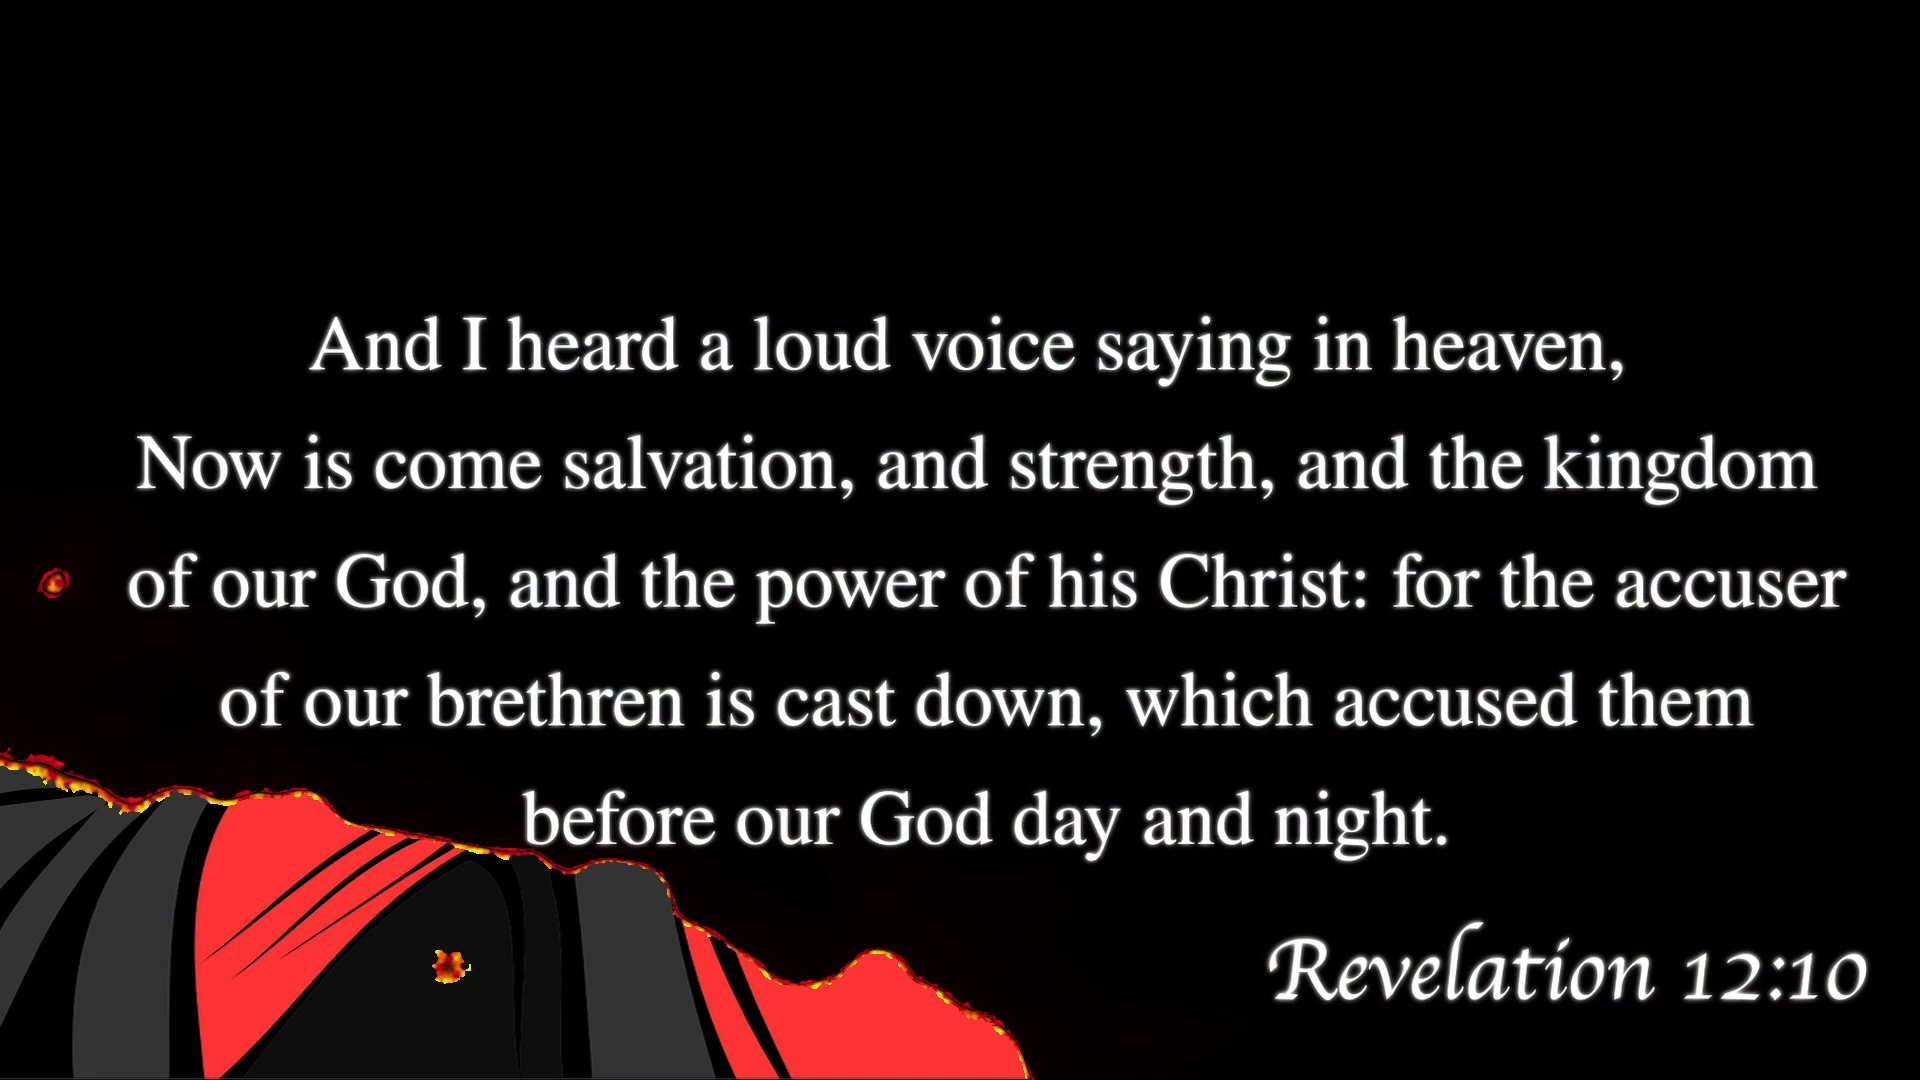 And I heard a loud voice saying in heaven,
Now is come salvation, and strength, and the kingdom
of our God, and the power of his Christ: for the accuser
of our brethren is cast down, which accused them
before our God day and night.
Revelation 12:10